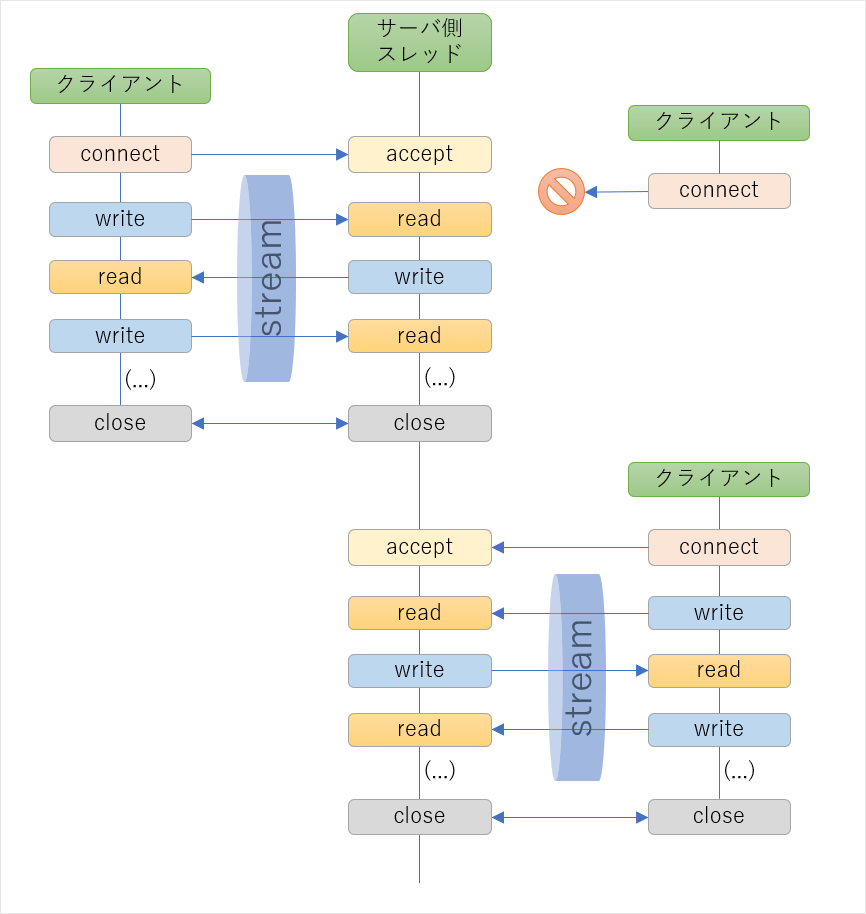 サーバ側
スレッド
クライアント
クライアント
connect
accept
connect
write
read
stream
read
write
write
read
(...)
(...)
close
close
クライアント
accept
connect
read
write
stream
write
read
read
write
(...)
(...)
close
close